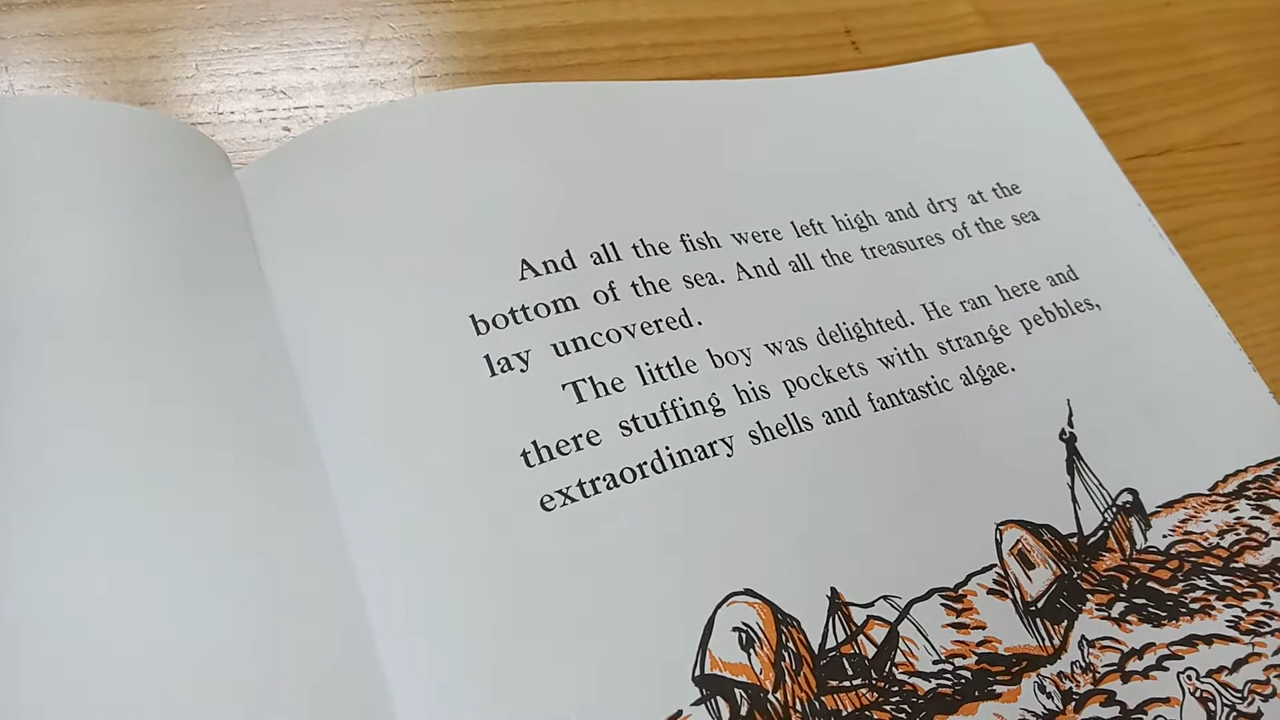 And all the fish were left high and dry at the
bottom of the sea. And all the treasures of the sea
lay uncovered.
The little boy was delighted. He ran here and
there stuffing his pockets with strange pebbles,
extraordinary shells and fantastic algae.